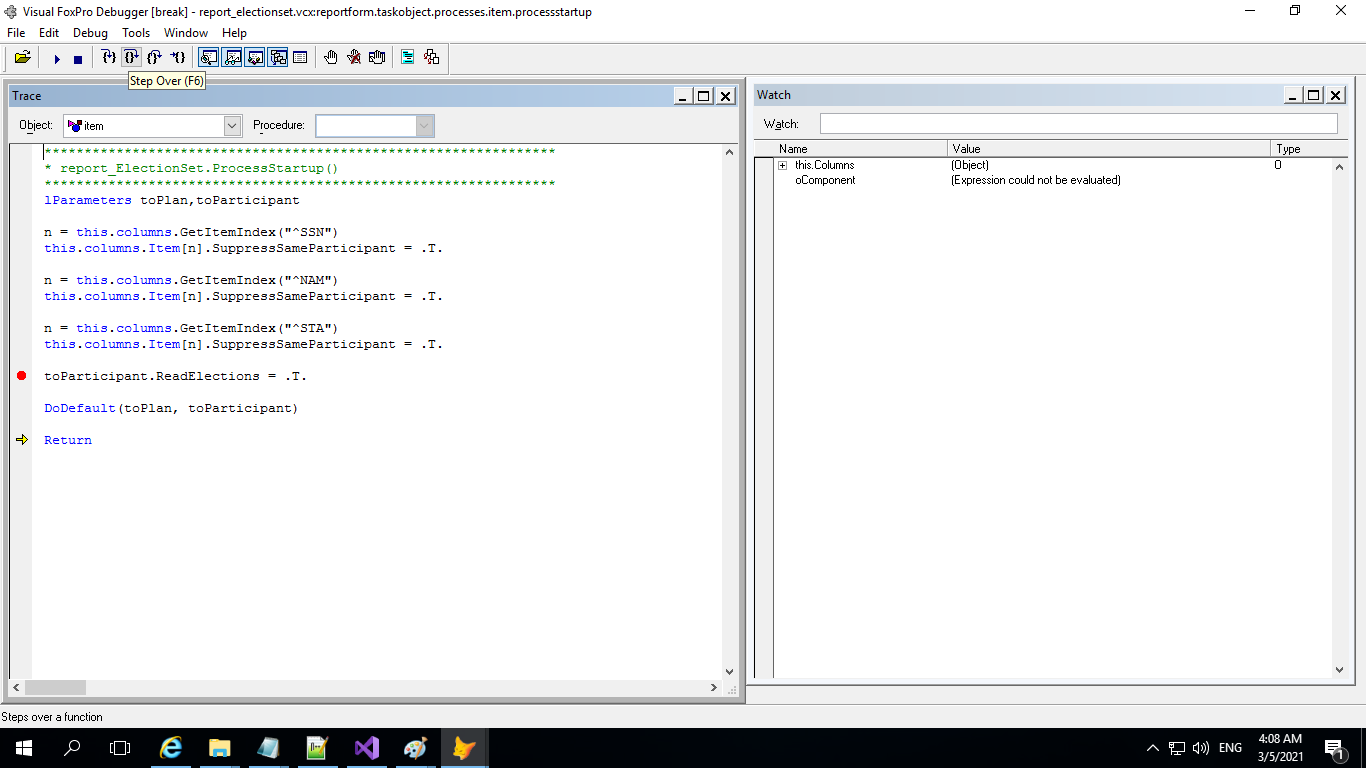 Visual FoxPro Debugger [break] - report_electionset.vcx:reportform.taskobject.processes.item.processstartup
File Edit Debug Tools Window Help
Step Over (F6)
Trace
Object: item Procedure:
****************************************************************
* report_ElectionSet.ProcessStartup()
****************************************************************
lParameters toPlan,toParticipant
n = this.columns.GetItemIndex("^SSN")
this.columns.Item[n].SuppressSameParticipant = .T.
n = this.columns.GetItemIndex("^NAM")
this.columns.Item[n].SuppressSameParticipant = .T.
n = this.columns.GetItemIndex("^STA")
this.columns.Item[n].SuppressSameParticipant = .T.
toParticipant.ReadElections = .T.
DoDefault(toPlan, toParticipant)
Return
Watch
Watch:
Name Value Type
this.Columns (Object) O
oComponent (Expression could not be evaluated)
Steps over a function
ENG
4:08 AM
3/5/2021
1